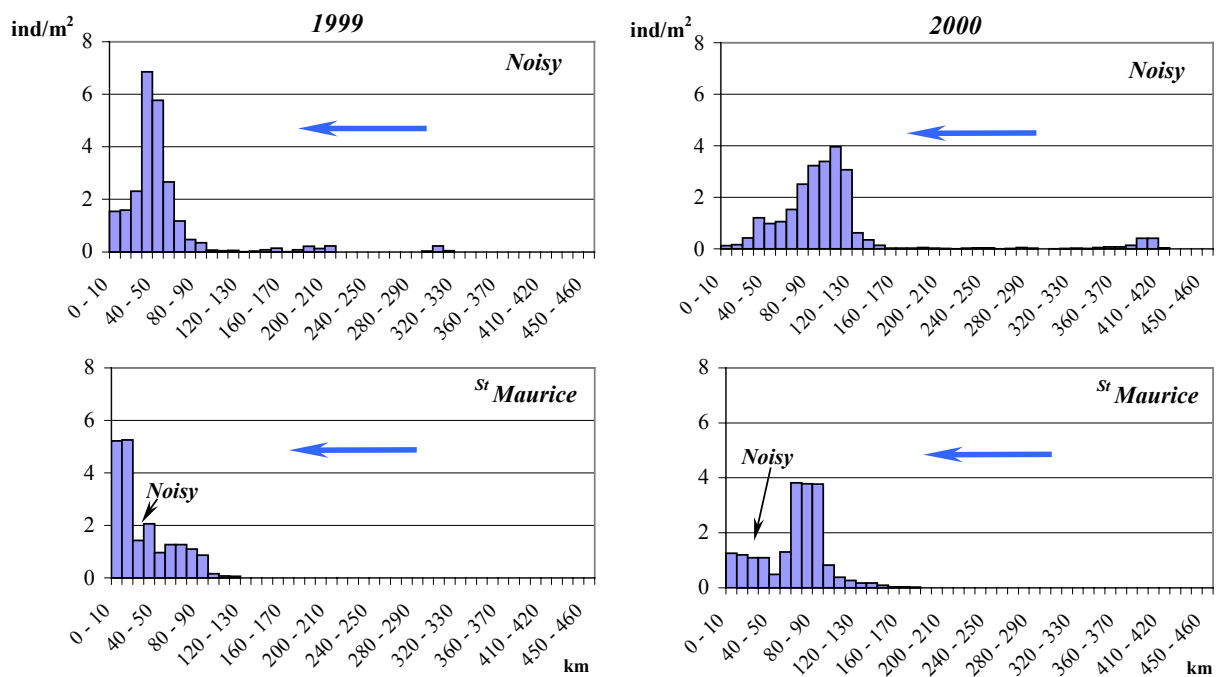 1999
ind/m²
8
6
4
2
0
Noisy
0 - 10
40 - 50
80 - 90
120 - 130
160 - 170
200 - 210
240 - 250
280 - 290
320 - 330
360 - 370
410 - 420
450 - 460
2000
ind/m²
8
6
4
2
0
Noisy
0 - 10
40 - 50
80 - 90
120 - 130
160 - 170
200 - 210
240 - 250
280 - 290
320 - 330
360 - 370
410 - 420
450 - 460
8
6
4
2
0
St Maurice
Noisy
0 - 10
40 - 50
80 - 90
120 - 130
160 - 170
200 - 210
240 - 250
280 - 290
320 - 330
360 - 370
410 - 420
450 - 460
km
8
6
4
2
0
St Maurice
Noisy
0 - 10
40 - 50
80 - 90
120 - 130
160 - 170
200 - 210
240 - 250
280 - 290
320 - 330
360 - 370
410 - 420
450 - 460
km